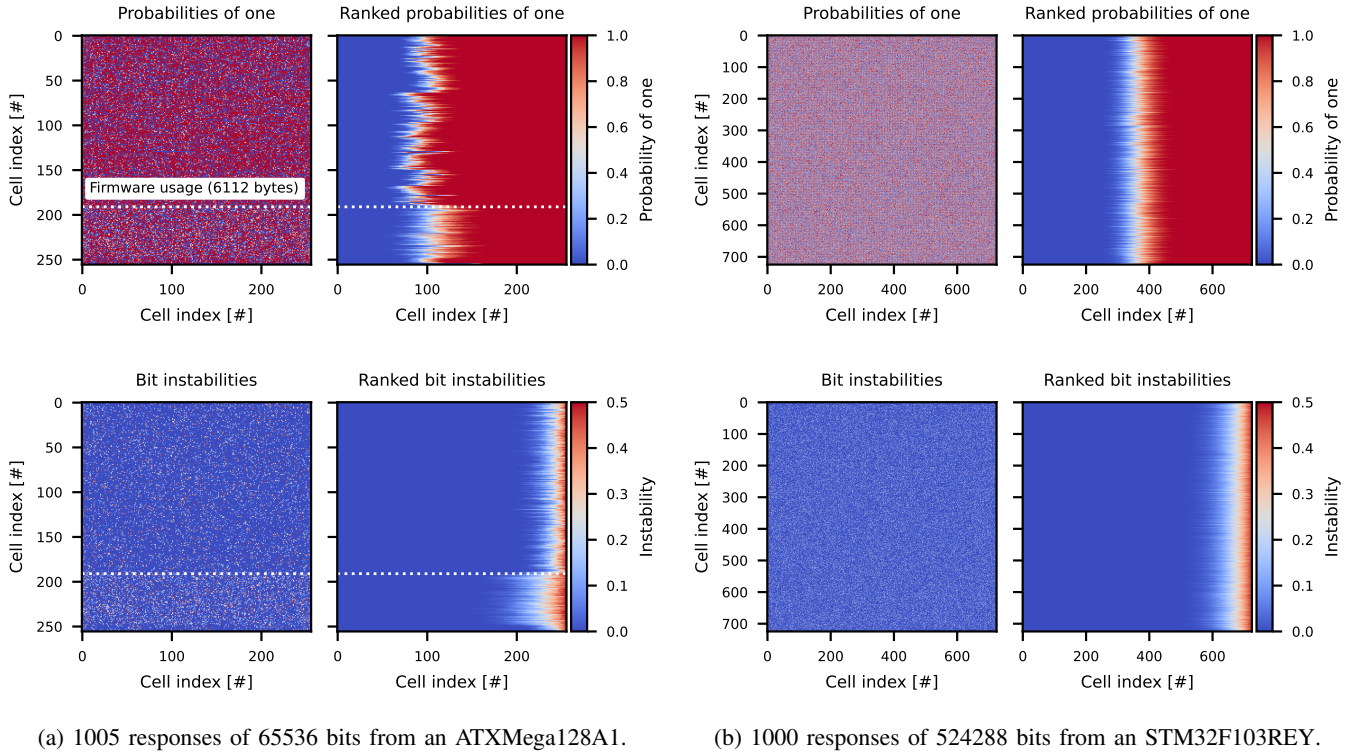 Probabilities of one
Ranked probabilities of one
0
50
100
150
200
250
Cell index [#]
Firmware usage (6112 bytes)
0
100
200
Cell index [#]
0
100
200
Cell index [#]
1.0
0.8
0.6
0.4
0.2
0.0
Probability of one
Bit instabilities
Ranked bit instabilities
0
50
100
150
200
250
Cell index [#]
0
100
200
Cell index [#]
0
100
200
Cell index [#]
0.5
0.4
0.3
0.2
0.1
0.0
Instability
(a) 1005 responses of 65536 bits from an ATXMega128A1.
Probabilities of one
Ranked probabilities of one
0
100
200
300
400
500
600
700
Cell index [#]
0
200
400
600
Cell index [#]
0
200
400
600
Cell index [#]
1.0
0.8
0.6
0.4
0.2
0.0
Probability of one
Bit instabilities
Ranked bit instabilities
0
100
200
300
400
500
600
700
Cell index [#]
0
200
400
600
Cell index [#]
0
200
400
600
Cell index [#]
0.5
0.4
0.3
0.2
0.1
0.0
Instability
(b) 1000 responses of 524288 bits from an STM32F103REY.